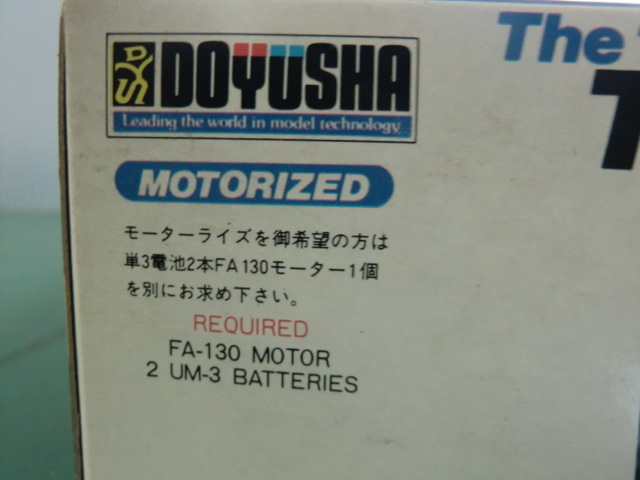 DYS
DOYUSHA
The
Leading the world in model technology.
MOTORIZED
モーターライズを御希望の方は
単3電池2本FA130モーター1個
を別にお求め下さい。
REQUIRED
FA-130 MOTOR
2 UM-3 BATTERIES